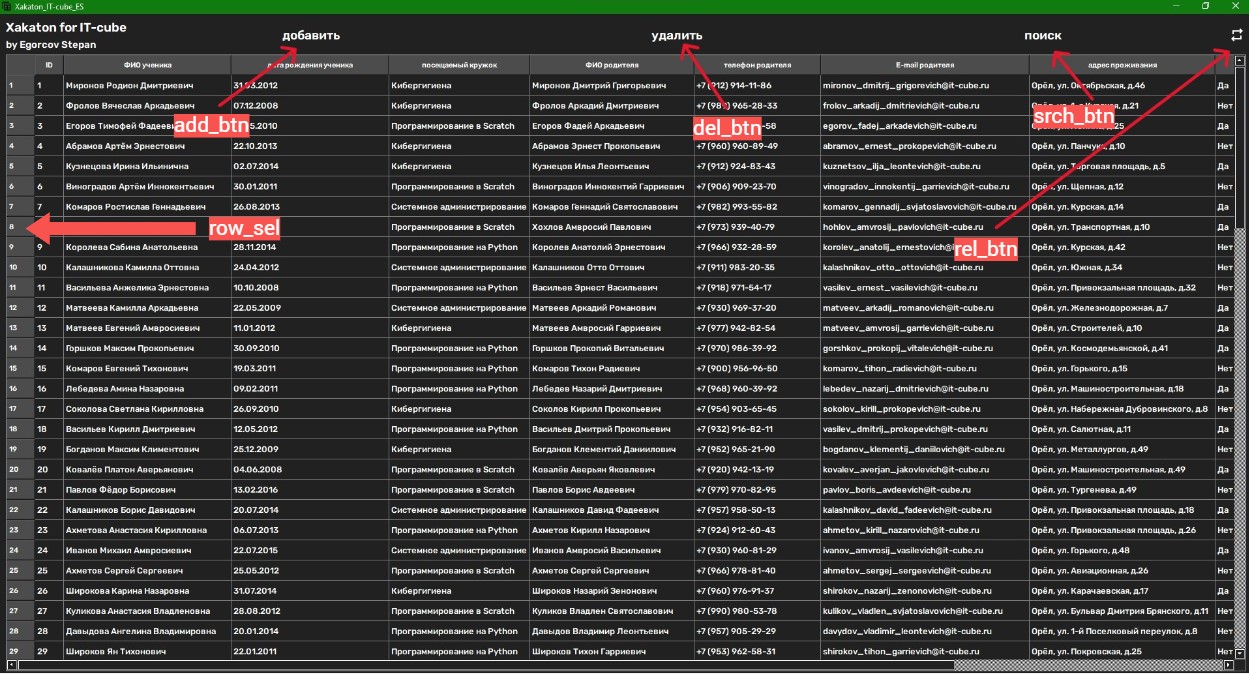 Xakaton_IT-cube_ES
Xakaton for IT-cube
by Egorcov Stepan
добавить удалить поиск
ID ФИО ученика дата рождения ученика посещаемый кружок ФИО родителя телефон родителя E-mail родителя адрес проживания
1 1 Миронов Родион Дмитриевич 31.03.2012 Кибергигиена Миронов Дмитрий Григорьевич +7 (912) 914-11-86 mironov_dmitrij_grigorevich@it-cube.ru Орёл, ул. Октябрьская, д.46 Да
2 2 Фролов Вячеслав Аркадьевич 07.12.2008 Кибергигиена Фролов Аркадий Дмитриевич 965-28-33 frolov_arkadij_dmitrievich@it-cube.ru Орёл, д.21 Нет
3 3 Егоров Тимофей 2010 Программирование в Scratch Егоров Фадей Аркадьевич -58 egorov_fadej_arkadevich@it-cube.ru д.25 Нет
add_btn del_btn srch_btn
4 4 Абрамов Артём Эрнестович 22.10.2013 Кибергигиена Абрамов Эрнест Прокопьевич +7 (960) 960-89-49 abramov_ernest_prokopevich@it-cube.ru Орёл, ул. Панчука, д.10 Нет
5 5 Кузнецова Ирина Ильинична 02.07.2014 Кибергигиена Кузнецов Илья Леонтьевич +7 (912) 924-83-43 kuznetsov_ilja_leontevich@it-cube.ru Орёл, ул. Торговая площадь, д.5 Да
6 6 Виноградов Артём Иннокентьевич 30.01.2011 Кибергигиена Виноградов Иннокентий Гарриевич +7 (906) 909-23-70 vinogradov_innokentij_garrievich@it-cube.ru Орёл, ул. Щепная, д.12 Нет
7 7 Комаров Ростислав Геннадьевич 26.08.2013 Системное администрирование Комаров Геннадий Святославович +7 (982) 993-55-82 komarov_gennadij_svjatoslavovich@it-cube.ru Орёл, ул. Курская, д.14 Да
8 row_sel Программирование в Scratch Хохлов Амвросий Павлович +7 (973) 939-40-79 hohlov_amvrosij_pavlovich@it-cube.ru Орёл, ул. Транспортная, д.10 Да
9 9 Королева Сабина Анатольевна 28.11.2014 Программирование на Python Королев Анатолий Эрнестович +7 (966) 932-28-59 korolev_anatolij_ernestovich@i rel_btn Орёл, ул. Курская, д.42 Нет
10 10 Калашникова Камилла Оттовна 24.04.2012 Системное администрирование Калашников Отто Оттович +7 (911) 983-20-35 kalashnikov_otto_ottovich@it-cube.ru Орёл, ул. Южная, д.34 Нет
11 11 Васильева Анжелика Эрнестовна 10.10.2008 Программирование на Python Васильев Эрнест Васильевич +7 (918) 971-54-17 vasilev_ernest_vasilevich@it-cube.ru Орёл, ул. Привокзальная площадь, д.32 Нет
12 12 Матвеева Камилла Аркадьевна 22.05.2009 Системное администрирование Матвеев Аркадий Романович +7 (930) 969-37-20 matveev_arkadij_romanovich@it-cube.ru Орёл, ул. Железнодорожная, д.7 Да
13 13 Матвеев Евгений Амвросиевич 11.01.2012 Кибергигиена Матвеев Амвросий Гарриевич +7 (977) 942-82-54 matveev_amvrosij_garrievich@it-cube.ru Орёл, ул. Строителей, д.10 Да
14 14 Горшков Максим Прокопьевич 30.09.2010 Программирование на Python Горшков Прокопий Витальевич +7 (970) 986-39-92 gorshkov_prokopij_vitalevich@it-cube.ru Орёл, ул. Космодемьянской, д.41 Да
15 15 Комаров Евгений Тихонович 19.03.2011 Программирование на Python Комаров Тихон Радиевич +7 (900) 956-96-50 komarov_tihon_radievich@it-cube.ru Орёл, ул. Горького, д.15 Нет
16 16 Лебедева Амина Назаровна 09.02.2011 Программирование на Python Лебедев Назарий Дмитриевич +7 (968) 960-39-92 lebedev_nazarij_dmitrievich@it-cube.ru Орёл, ул. Машиностроительная, д.18 Да
17 17 Соколова Светлана Кирилловна 26.09.2010 Кибергигиена Соколов Кирилл Прокопьевич +7 (954) 903-65-45 sokolov_kirill_prokopevich@it-cube.ru Орёл, ул. Набережная Дубровинского, д.8 Нет
18 18 Васильев Кирилл Дмитриевич 12.05.2012 Программирование на Python Васильев Дмитрий Прокопьевич +7 (932) 916-82-11 vasilev_dmitrij_prokopevich@it-cube.ru Орёл, ул. Салютная, д.11 Да
19 19 Богданов Максим Климентович 25.12.2009 Кибергигиена Богданов Клементий Даниилович +7 (952) 965-21-90 bogdanov_klementij_daniilovich@it-cube.ru Орёл, ул. Металлургов, д.49 Нет
20 20 Ковалёв Платон Аверьянович 04.06.2008 Программирование в Scratch Ковалёв Аверьян Яковлевич +7 (920) 942-13-19 kovalev_averjan_jakovlevich@it-cube.ru Орёл, ул. Машиностроительная, д.49 Да
21 21 Павлов Фёдор Борисович 13.02.2016 Программирование в Scratch Павлов Борис Авдеевич +7 (979) 970-82-95 pavlov_boris_avdeevich@it-cube.ru Орёл, ул. Тургенева, д.49 Нет
22 22 Калашников Борис Давидович 20.07.2014 Системное администрирование Калашников Давид Фадеевич +7 (957) 958-50-13 kalashnikov_david_fadeevich@it-cube.ru Орёл, ул. Привокзальная площадь, д.18 Да
23 23 Ахметова Анастасия Кирилловна 06.07.2013 Программирование на Python Ахметов Кирилл Назарович +7 (924) 912-60-43 ahmetov_kirill_nazarovich@it-cube.ru Орёл, ул. Привокзальная площадь, д.26 Нет
24 24 Иванов Михаил Амвросиевич 22.07.2015 Системное администрирование Иванов Амвросий Васильевич +7 (930) 960-81-29 ivanov_amvrosij_vasilevich@it-cube.ru Орёл, ул. Горького, д.48 Да
25 25 Ахметов Сергей Сергеевич 25.05.2012 Программирование в Scratch Ахметов Сергей Сергеевич +7 (966) 978-81-40 ahmetov_sergej_sergeevich@it-cube.ru Орёл, ул. Авиационная, д.26 Нет
26 26 Широкова Карина Назаровна 31.07.2014 Кибергигиена Широков Назарий Зенонович +7 (960) 976-91-37 shirokov_nazarij_zenonovich@it-cube.ru Орёл, ул. Карачаевская, д.17 Да
27 27 Куликова Анастасия Владленовна 28.08.2012 Программирование в Scratch Куликов Владлен Святославович +7 (990) 980-53-78 kulikov_vladlen_svjatoslavovich@it-cube.ru Орёл, ул. Бульвар Дмитрия Брянского, д.11 Нет
28 28 Давыдова Ангелина Владимировна 20.01.2014 Программирование на Python Давыдов Владимир Леонтьевич +7 (957) 905-29-29 davydov_vladimir_leontevich@it-cube.ru Орёл, ул. 1-й Поселковый переулок, д.8 Нет
29 29 Широков Ян Тихонович 22.01.2011 Программирование на Python Широков Тихон Гарриевич +7 (953) 962-58-31 shirokov_tihon_garrievich@it-cube.ru Орёл, ул. Покровская, д.25 Нет